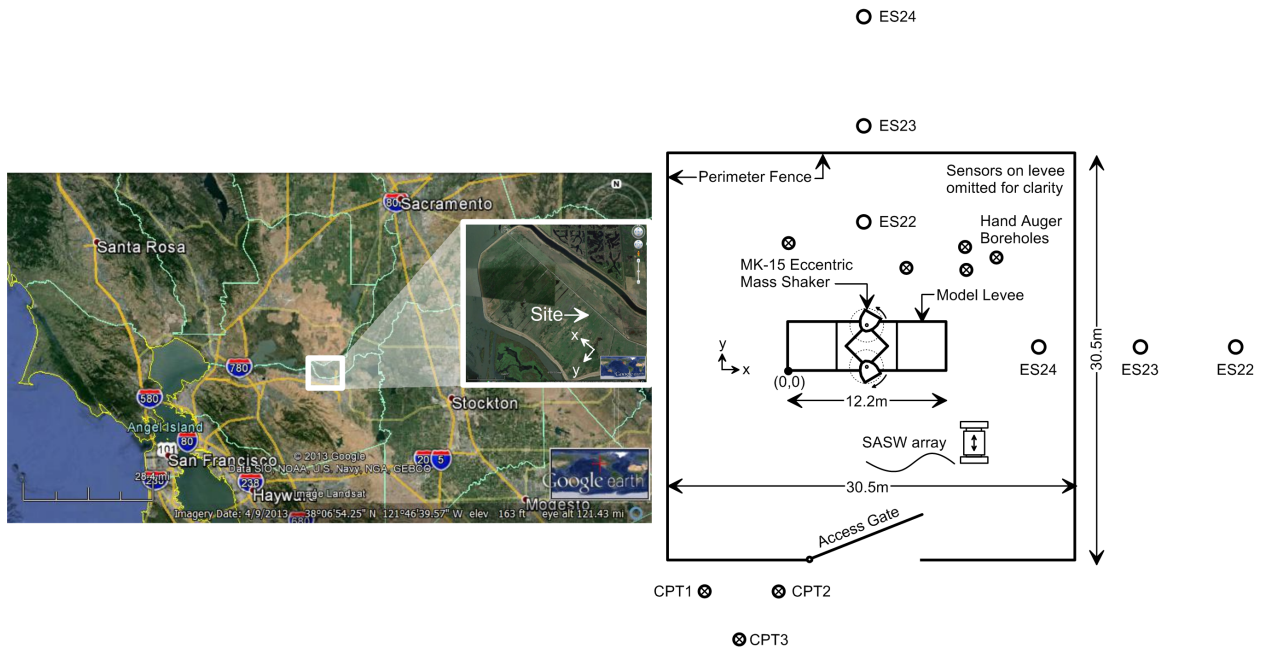 ES24
ES23
Perimeter Fence
Sensors on levee
omitted for clarity
ES22
Hand Auger
Boreholes
MK-15 Eccentric
Mass Shaker
Model Levee
y
x
(0,0)
12.2m
ES24
ES23
ES22
30.5m
SASW array
30.5m
Access Gate
CPT1
CPT2
CPT3
N
80
Sacramento
Santa Rosa
Site
x
y
780
580
Stockton
Angel Island
80
101
San Francisco
© 2013 Google
Data SIO, NOAA, U.S. Navy, NGA, GEBCO
5
238
Image Landsat
Google earth
Modesto
680
Imagery Date: 4/9/2013 38°06'54.25" N 121°46'39.57" W elev 163 ft eye alt 121.43 mi